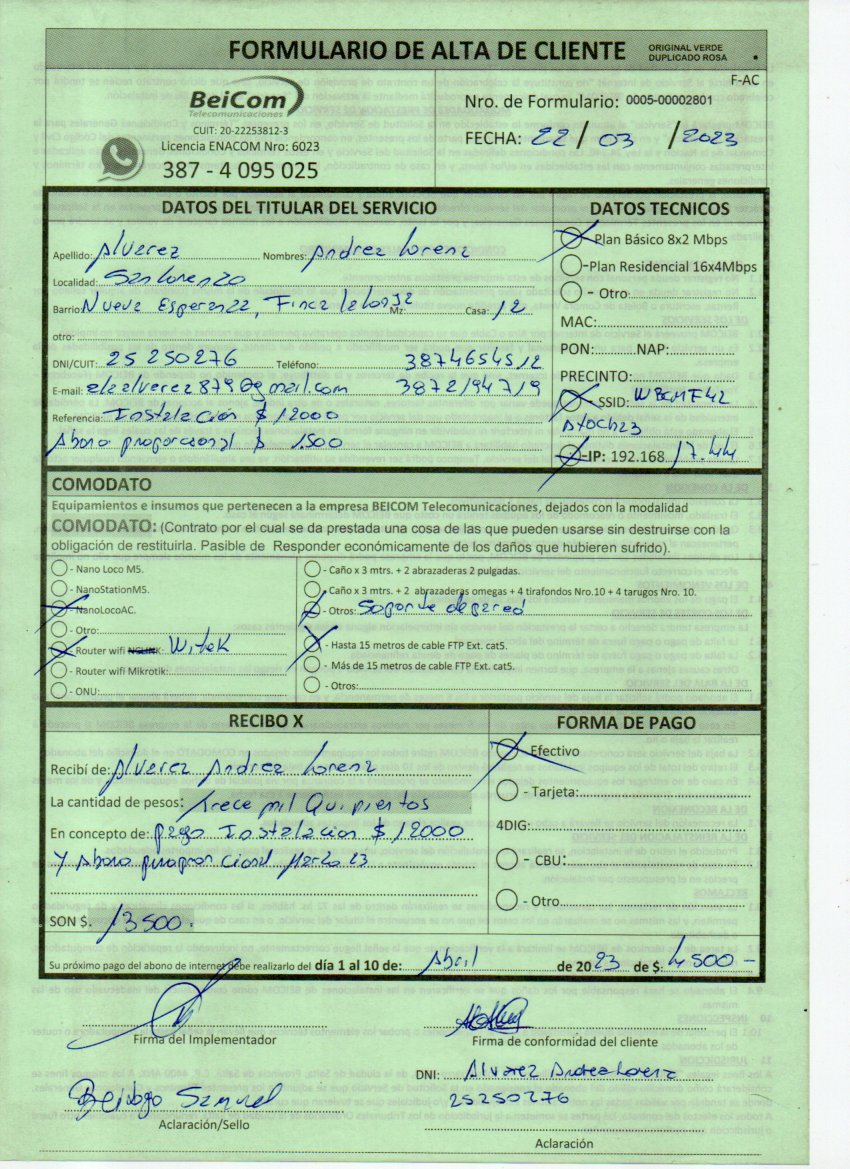 FORMULARIO DE ALTA DE CLIENTE
ORIGINAL VERDE
DUPLICADO ROSA
F-AC
BeiCom
Telecomunicaciones
CUIT: 20-22253812-3
Licencia ENACOM Nro: 6023
387 - 4 095 025
Nro. de Formulario: 0005-00002801
FECHA: 22 / 03 / 2023
DATOS DEL TITULAR DEL SERVICIO
Apellido: Alverez Nombres: Andrez Lorenz
Localidad: San Lorenzo
Barrio: Nueve Esperanza, Finca Mz: Casa: 12
otro:
DNI/CUIT: 25 250276 Teléfono: 3874654512
E-mail: 3872194719
Referencia: Instalación $ 12000
Abono proporcional $ 1.500
DATOS TECNICOS
Plan Básico 8x2 Mbps
-Plan Residencial 16x4Mbps
- Otro:
MAC:
PON: NAP:
PRECINTO:
- SSID:
-IP: 192.168. 17.44
COMODATO
Equipamientos e insumos que pertenecen a la empresa BEICOM Telecomunicaciones, dejados con la modalidad
COMODATO: (Contrato por el cual se da prestada una cosa de las que pueden usarse sin destruirse con la
obligación de restituirla. Pasible de Responder económicamente de los daños que hubieren sufrido).
- Nano Loco M5.
- NanoStationM5.
- NanoLocoAC.
- Otro:
- Router wifi : Witek
- Router wifi Mikrotik:
- ONU:
- Caño x 3 mtrs. + 2 abrazaderas 2 pulgadas.
- Caño x 3 mtrs. + 2 abrazaderas omegas + 4 tirafondos Nro.10 + 4 tarugos Nro. 10.
- Otros: Soporte de pared
- Hasta 15 metros de cable FTP Ext. cat5.
- Más de 15 metros de cable FTP Ext. cat5.
- Otros:
RECIBO X
Recibí de: Alverez Andrez Lorenz
La cantidad de pesos: Trece mil Quinientos
En concepto de: pago Instalacion $ 12000
Y Abono proporcional Marzo 23
SON $. 13500.
FORMA DE PAGO
Efectivo
- Tarjeta:
4DIG:
- CBU:
- Otro
Su próximo pago del abono de internet debe realizarlo del día 1 al 10 de: Abril de 2023 de $: 4500 -
Firma del Implementador
Firma de conformidad del cliente
DNI: Alvarez Andrea Lorena
25250276
Samuel
Aclaración/Sello
Aclaración